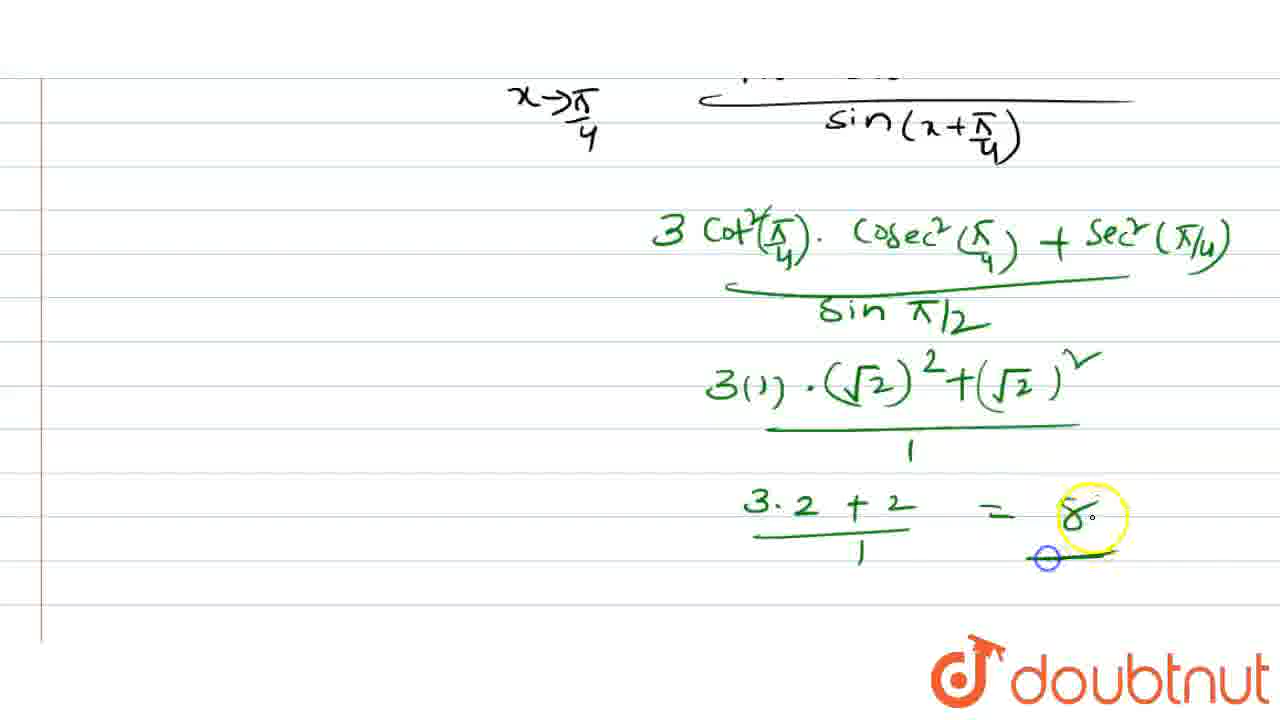 x→π/4
sin(x+π/4)
3 Cot²(π/4). Cosec²(π/4) + Sec²(π/4)
sin π/2
3(1) · (√2)² + (√2)²
1
3.2 + 2 = 8
1
doubtnut